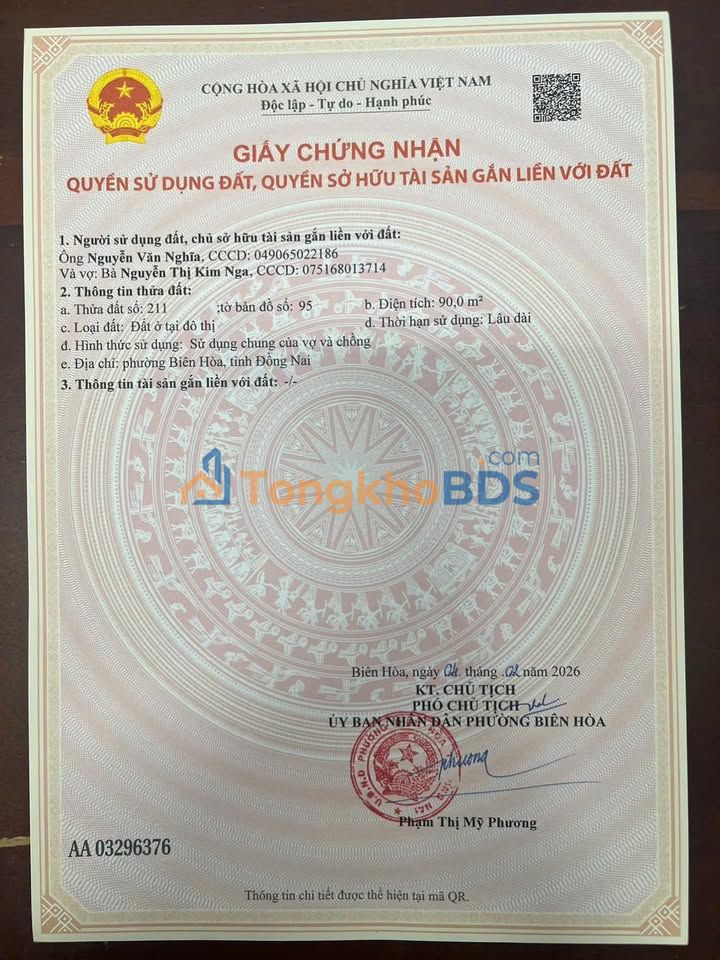 CỘNG HÒA XÃ HỘI CHỦ NGHĨA VIỆT NAM
Độc lập - Tự do - Hạnh phúc
GIẤY CHỨNG NHẬN
QUYỀN SỬ DỤNG ĐẤT, QUYỀN SỞ HỮU TÀI SẢN GẮN LIỀN VỚI ĐẤT
1. Người sử dụng đất, chủ sở hữu tài sản gắn liền với đất:
Ông Nguyễn Văn Nghĩa, CCCD: 049065022186
Và vợ: Bà Nguyễn Thị Kim Nga, CCCD: 075168013714
2. Thông tin thửa đất:
a. Thửa đất số: 211 ;tờ bản đồ số: 95 b. Diện tích: 90,0 m²
c. Loại đất: Đất ở tại đô thị d. Thời hạn sử dụng: Lâu dài
đ. Hình thức sử dụng: Sử dụng chung của vợ và chồng
e. Địa chỉ: phường Biên Hòa, tỉnh Đồng Nai
3. Thông tin tài sản gắn liền với đất: -/-
TongkhoBDS.com
Biên Hòa, ngày 04 tháng 02 năm 2026
KT. CHỦ TỊCH
PHÓ CHỦ TỊCH
ỦY BAN NHÂN DÂN PHƯỜNG BIÊN HÒA
U.B.N.D PHƯỜNG
phương
Phạm Thị Mỹ Phương
AA 03296376
Thông tin chi tiết được thể hiện tại mã QR.